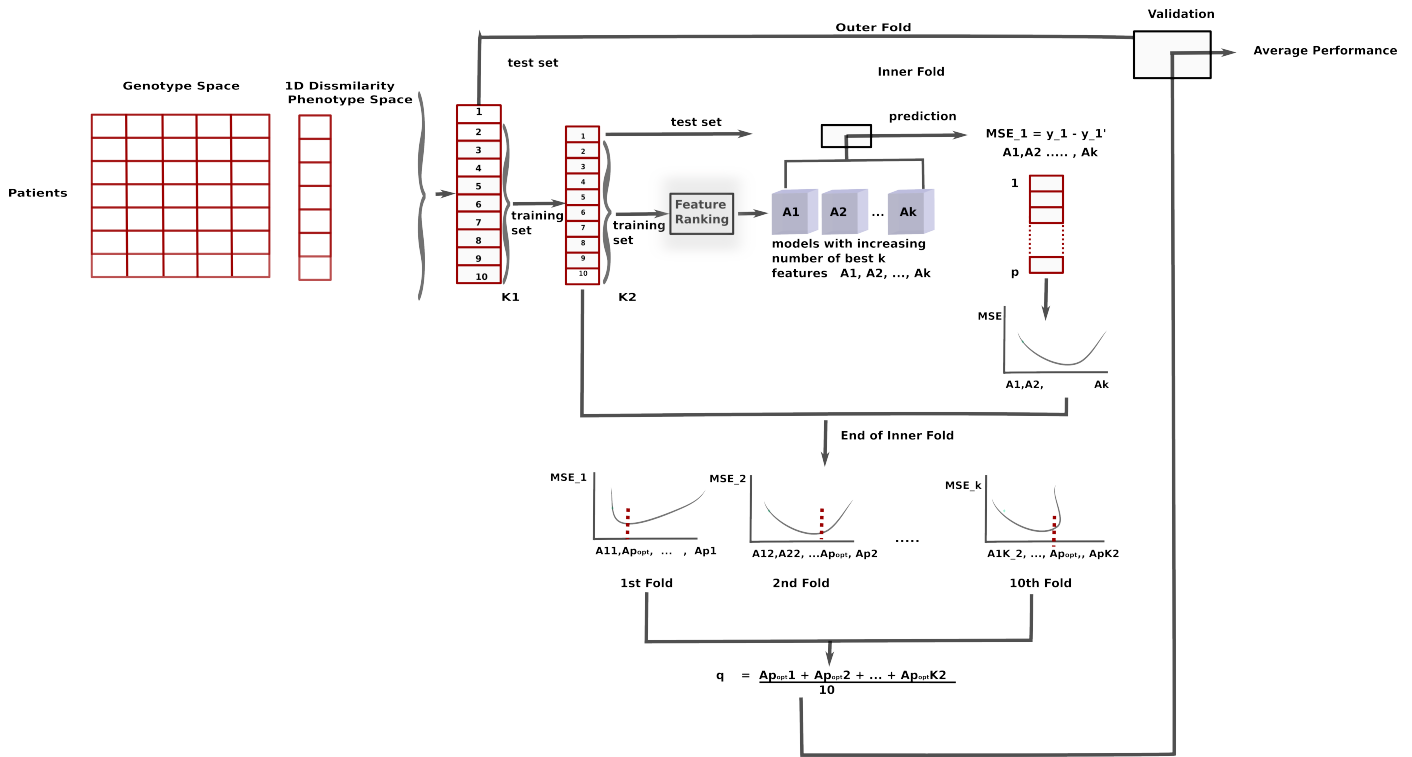 Validation
Outer Fold
Average Performance
test set
Inner Fold
Genotype Space
1D Dissmilarity
Phenotype Space
Patients
1
2
3
4
5
6
7
8
9
10
K1
training
set
1
2
3
4
5
6
7
8
9
10
K2
test set
training
set
Feature
Ranking
prediction
A1
A2
...
Ak
models with increasing
number of best k
features A1, A2, ..., Ak
MSE_1 = y_1 - y_1'
A1,A2 ..... , Ak
1
p
MSE
A1,A2, Ak
End of Inner Fold
MSE_1
A11,Apopt, ... , Ap1
1st Fold
MSE_2
A12,A22, ...Apopt, Ap2
2nd Fold
.....
MSE_k
A1K_2, ..., Apopt,, ApK2
10th Fold
q = Apopt1 + Apopt2 + ... + ApoptK2
10